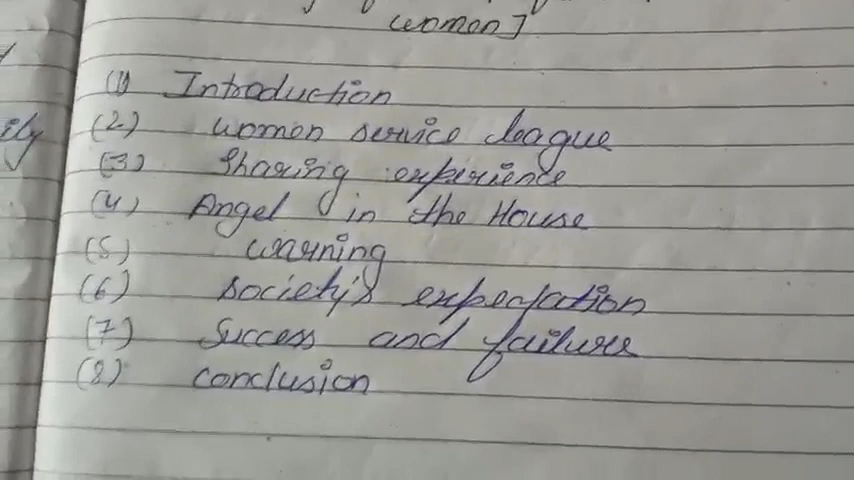 women]
(1) Introduction
(2) women service league
(3) Sharing experience
(4) Angel in the House
(5) warning
(6) society's expectation
(7) Success and failure
(8) conclusion